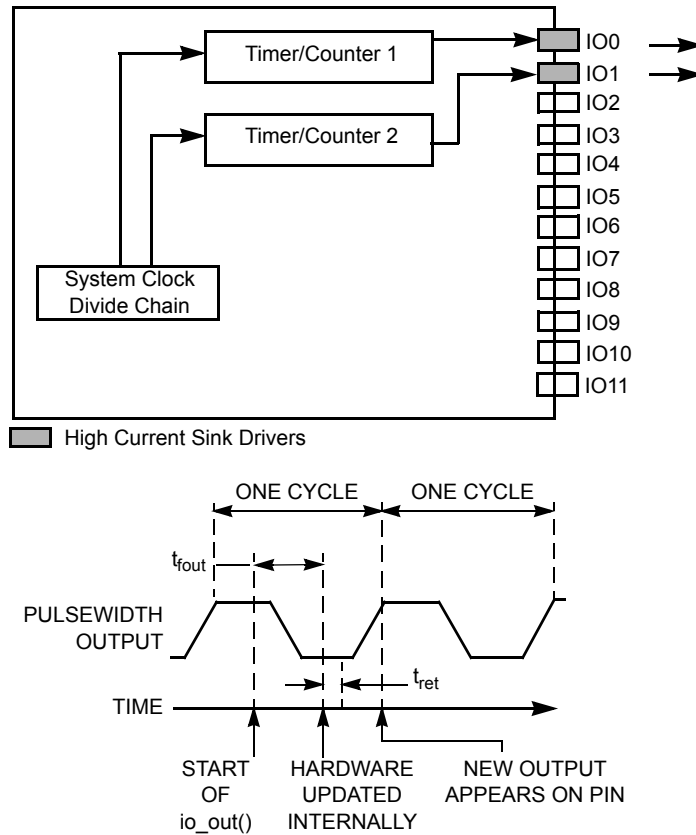 Timer/Counter 1
Timer/Counter 2
System Clock
Divide Chain
IO0
IO1
IO2
IO3
IO4
IO5
IO6
IO7
IO8
IO9
IO10
IO11
High Current Sink Drivers
ONE CYCLE
ONE CYCLE
tfout
PULSEWIDTH
OUTPUT
tret
TIME
START
OF
io_out()
HARDWARE
UPDATED
INTERNALLY
NEW OUTPUT
APPEARS ON PIN